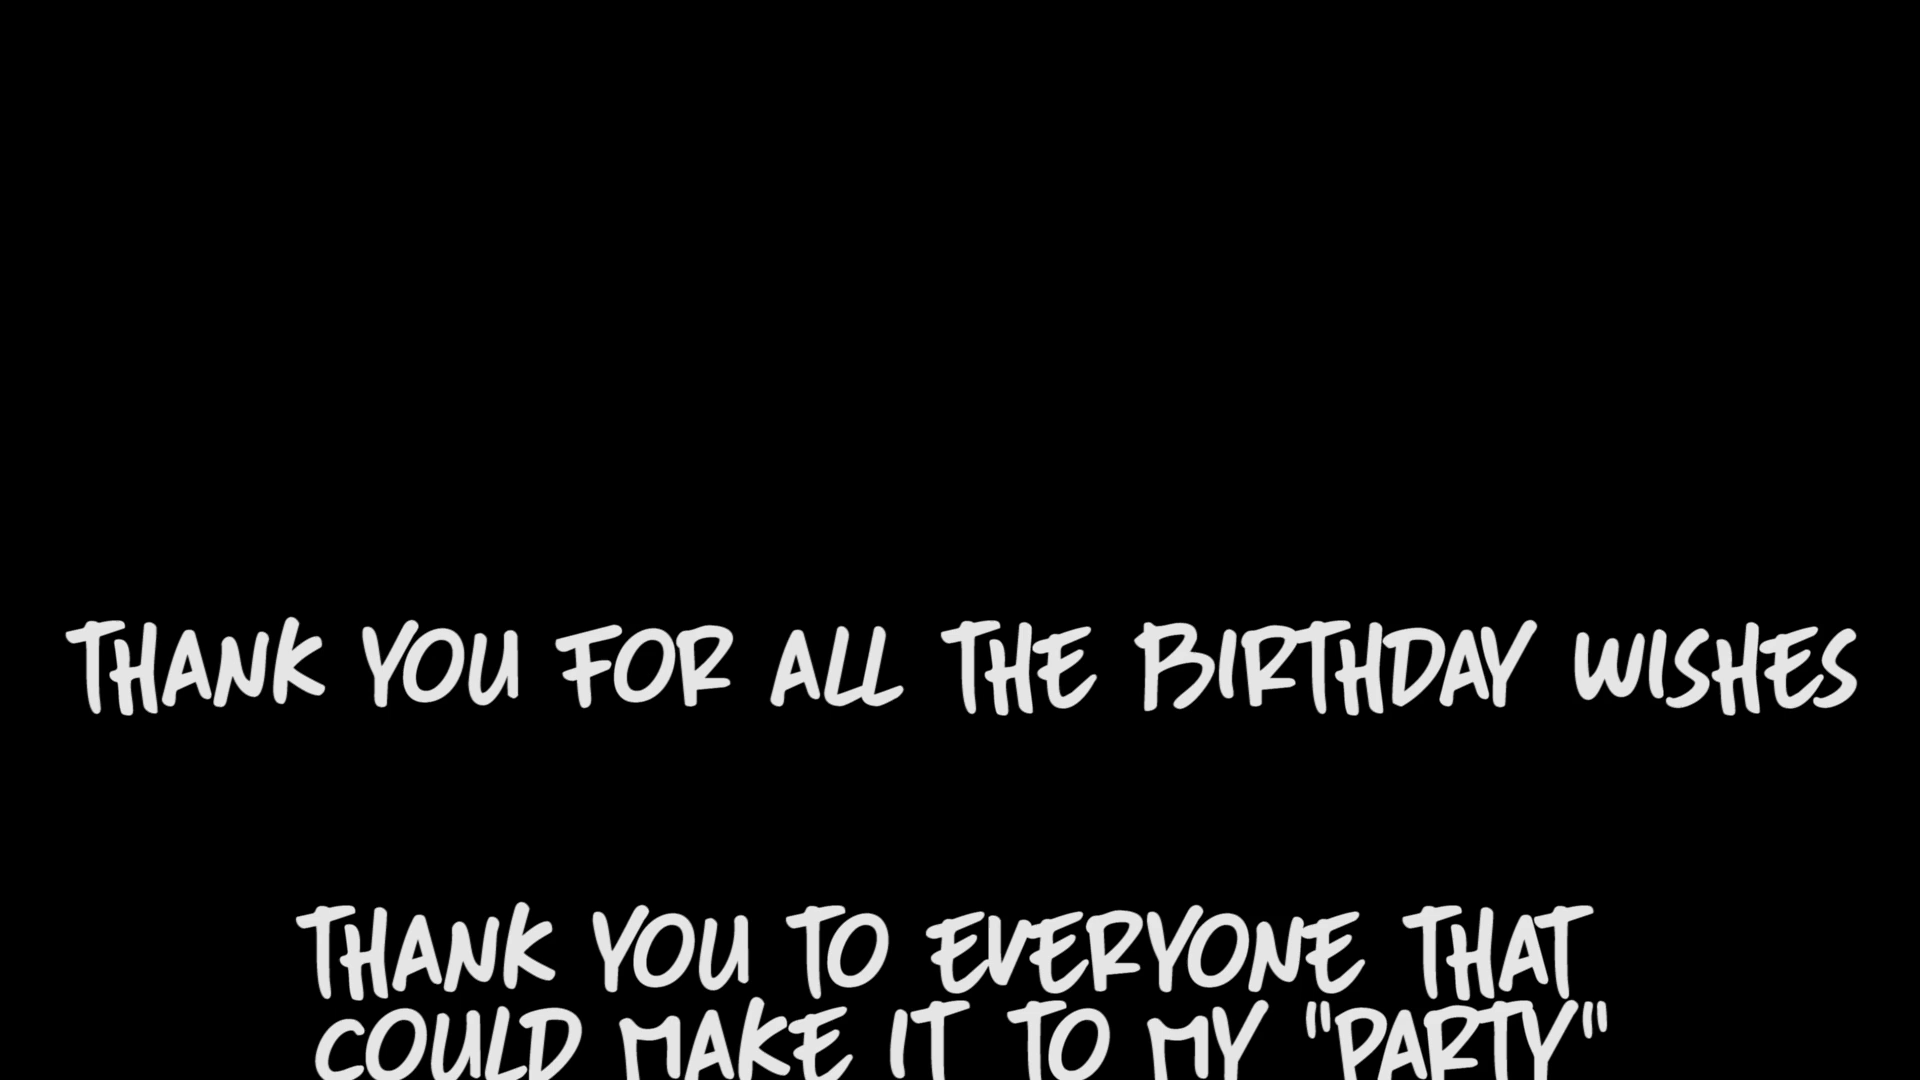 THANK YOU FOR ALL THE BIRTHDAY WISHES
THANK YOU TO EVERYONE THAT
COULD MAKE IT TO MY "PARTY"